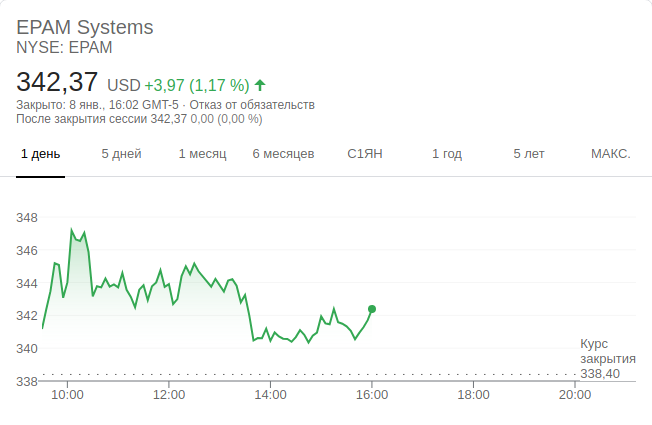 EPAM Systems
NYSE: EPAM
342,37 USD +3,97 (1,17 %)
Закрыто: 8 янв., 16:02 GMT-5 · Отказ от обязательств
После закрытия сессии 342,37 0,00 (0,00 %)
1 день 5 дней 1 месяц 6 месяцев С1ЯН 1 год 5 лет МАКС.
348
346
344
342
340
338
Курс
закрытия
338,40
10:00 12:00 14:00 16:00 18:00 20:00